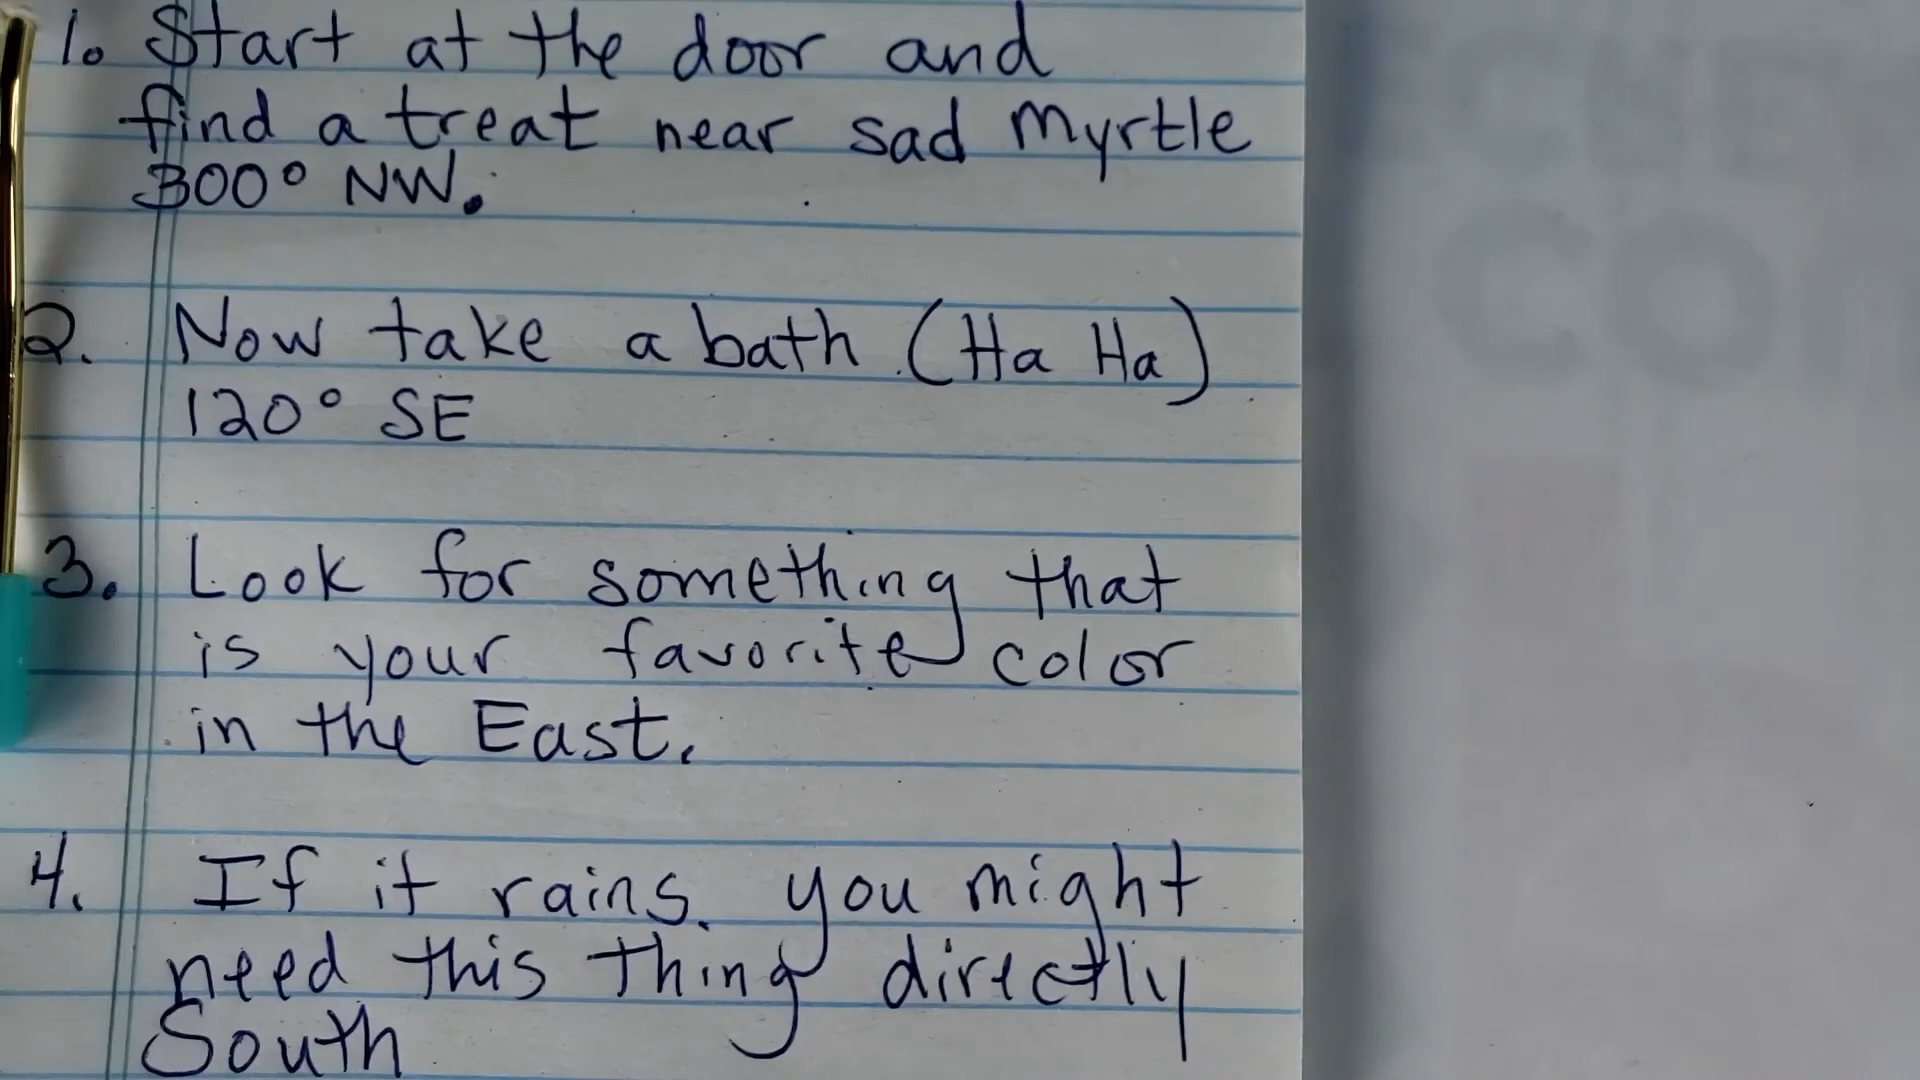 1. Start at the door and
find a treat near sad Myrtle
300° NW.
2. Now take a bath (Ha Ha)
120° SE
3. Look for something that
is your favorite color
in the East.
4. If it rains, you might
need this thing directly
South